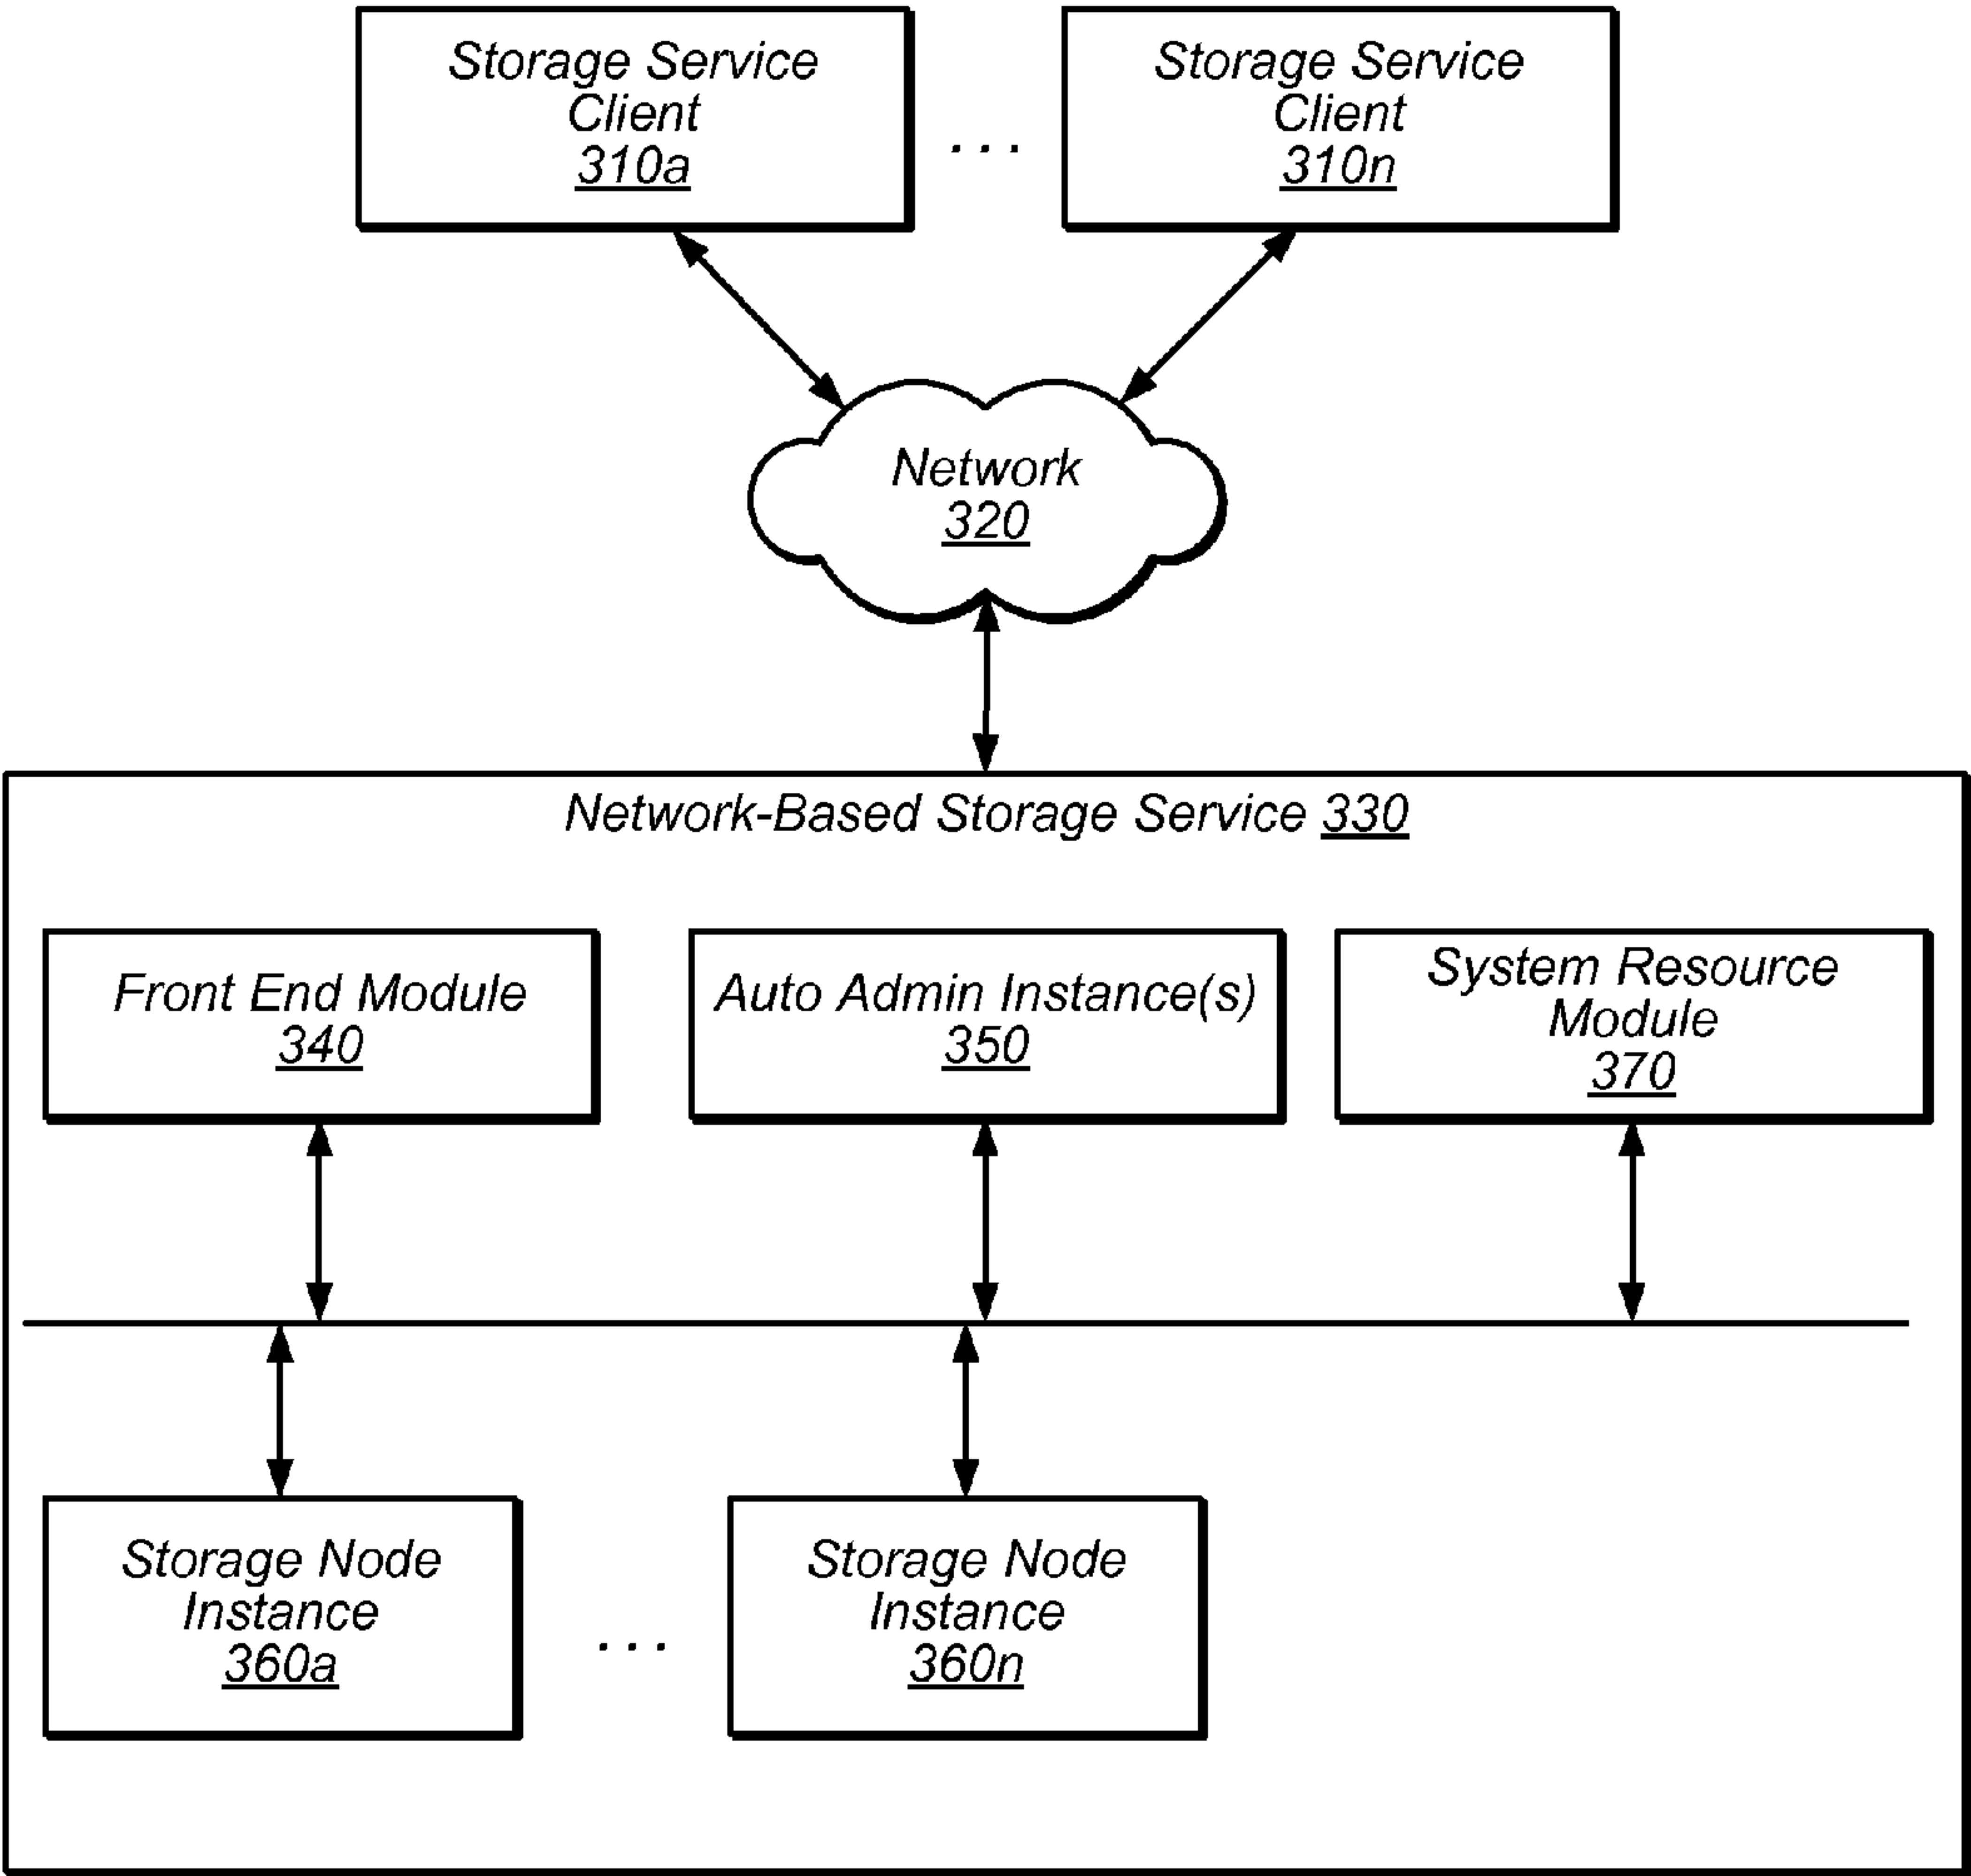 Storage Service
Client
310a
...
Storage Service
Client
310n
Network
320
Network-Based Storage Service 330
Front End Module
340
Auto Admin Instance(s)
350
System Resource
Module
370
Storage Node
Instance
360a
...
Storage Node
Instance
360n